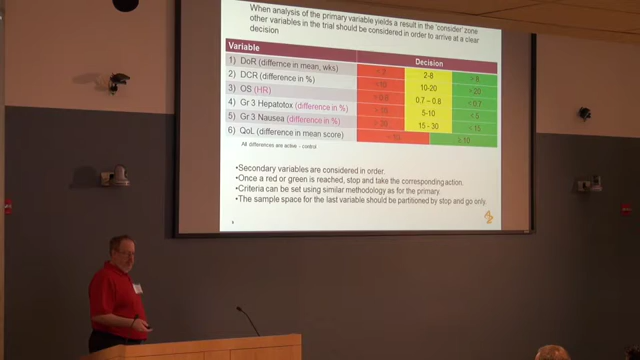 When analysis of the primary variable yields a result in the 'consider' zone
other variables in the trial should be considered in order to arrive at a clear
decision
Variable Decision
1) DoR (differnce in mean, wks) < 2 2-8 > 8
2) DCR (difference in %) <10 10-20 > 20
3) OS (HR) > 0.8 0.7 – 0.8 < 0.7
4) Gr 3 Hepatotox (difference in %) 5-10 < 5
5) Gr 3 Nausea (difference in %) > 30 15 - 30 < 15
6) QoL (difference in mean score)
All differences are active - control
•Secondary variables are considered in order.
•Once a red or green is reached, stop and take the corresponding action.
•Criteria can be set using similar methodology as for the primary.
•The sample space for the last variable should be partitioned by stop and go only.